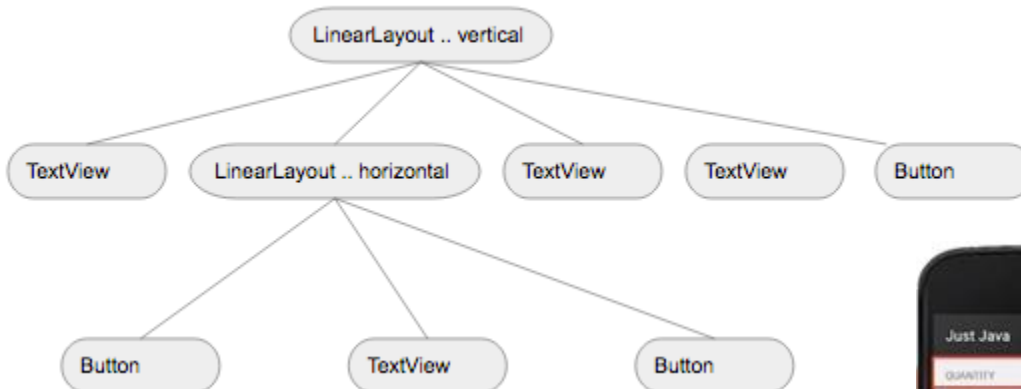 LinearLayout .. vertical
TextView
LinearLayout .. horizontal
TextView
TextView
Button
Button
TextView
Button
Just Java
QUANTITY